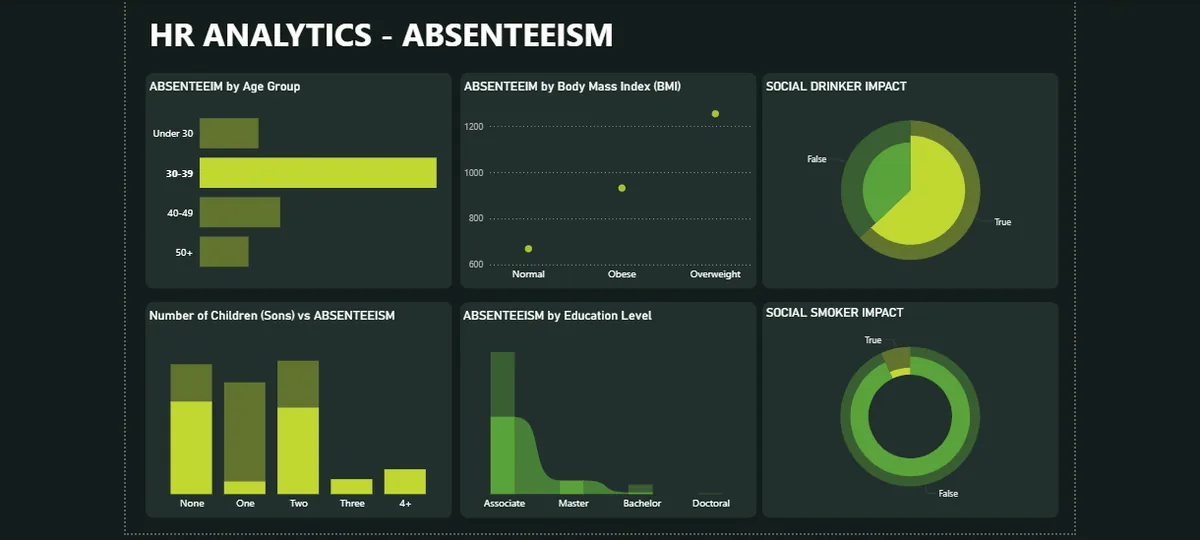 HR ANALYTICS - ABSENTEEISM
ABSENTEEIM by Age Group
Under 30
30-39
40-49
50+
ABSENTEEIM by Body Mass Index (BMI)
1200
1000
800
600
Normal Obese Overweight
SOCIAL DRINKER IMPACT
False
True
Number of Children (Sons) vs ABSENTEEISM
None One Two Three 4+
ABSENTEEISM by Education Level
Associate Master Bachelor Doctoral
SOCIAL SMOKER IMPACT
True
False